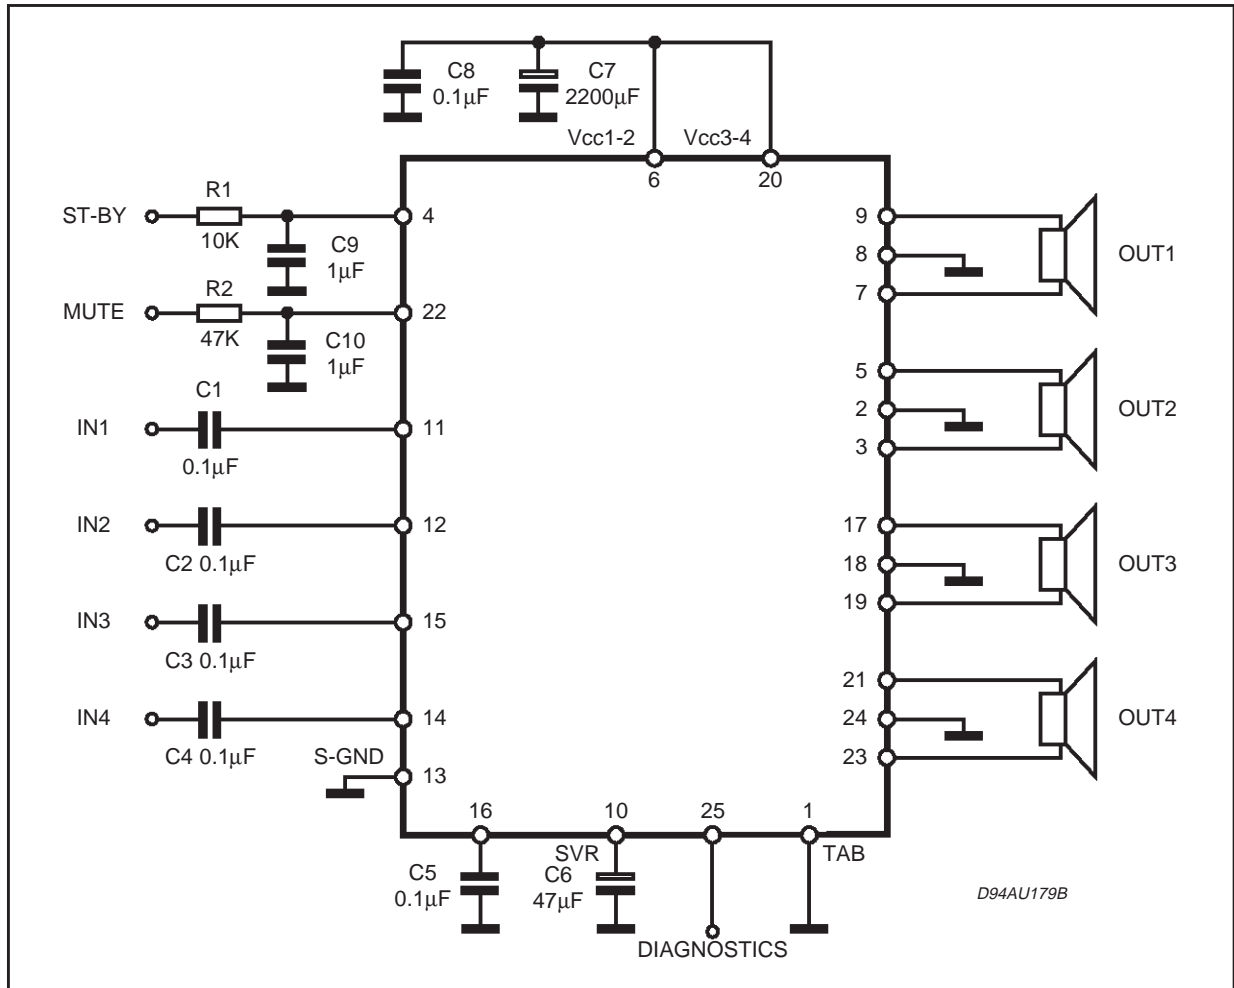 C8
0.1µF
C7
2200µF
Vcc1-2
Vcc3-4
6
20
ST-BY
R1
10K
4
C9
1µF
MUTE
R2
47K
22
C10
1µF
IN1
C1
0.1µF
11
IN2
C2 0.1µF
12
IN3
C3 0.1µF
15
IN4
C4 0.1µF
14
S-GND
13
9
8
7
OUT1
5
2
3
OUT2
17
18
19
OUT3
21
24
23
OUT4
16
10
25
1
C5
0.1µF
SVR
C6
47µF
DIAGNOSTICS
TAB
D94AU179B